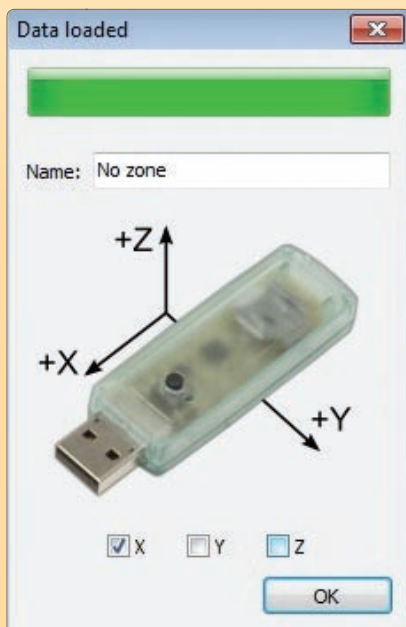 Data loaded
Name: No zone
+Z
+X
+Y
X Y Z
OK